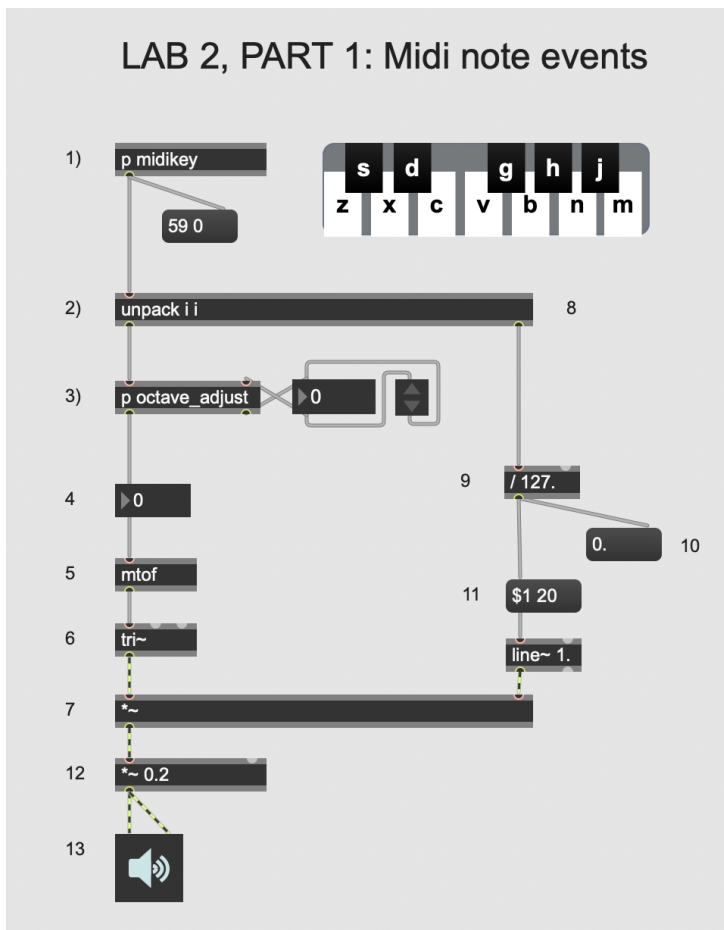 LAB 2, PART 1: Midi note events
1) p midikey
s d g h j
z x c v b n m
59 0
2) unpack i i 8
3) p octave_adjust 0
9 / 127.
4 0
0. 10
5 mtof
11 $1 20
6 tri~
line~ 1.
7 *~
12 *~ 0.2
13